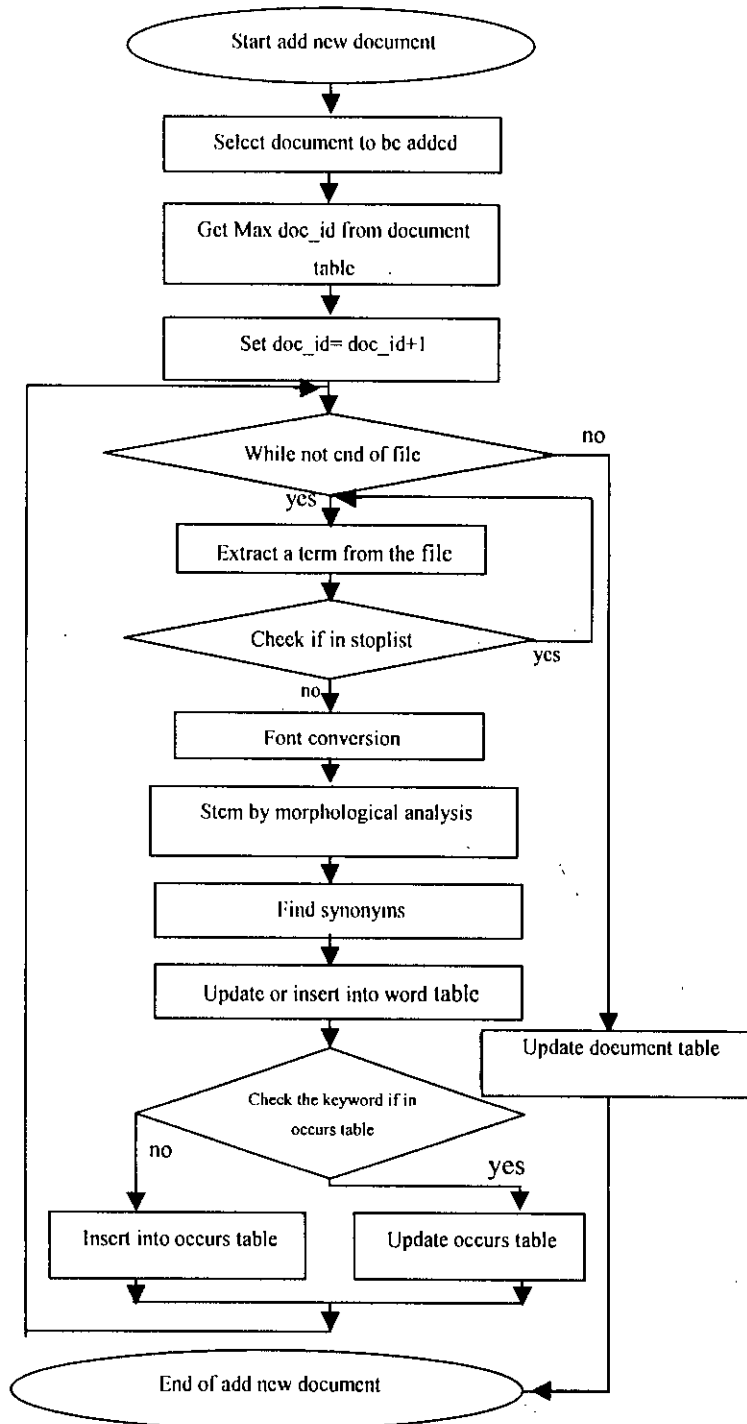 Start add new document
Select document to be added
Get Max doc_id from document
table
Set doc_id= doc_id+1
While not end of file
no
yes
Extract a term from the file
Check if in stoplist
yes
no
Font conversion
Stem by morphological analysis
Find synonyms
Update or insert into word table
Update document table
Check the keyword if in
occurs table
no
yes
Insert into occurs table
Update occurs table
End of add new document